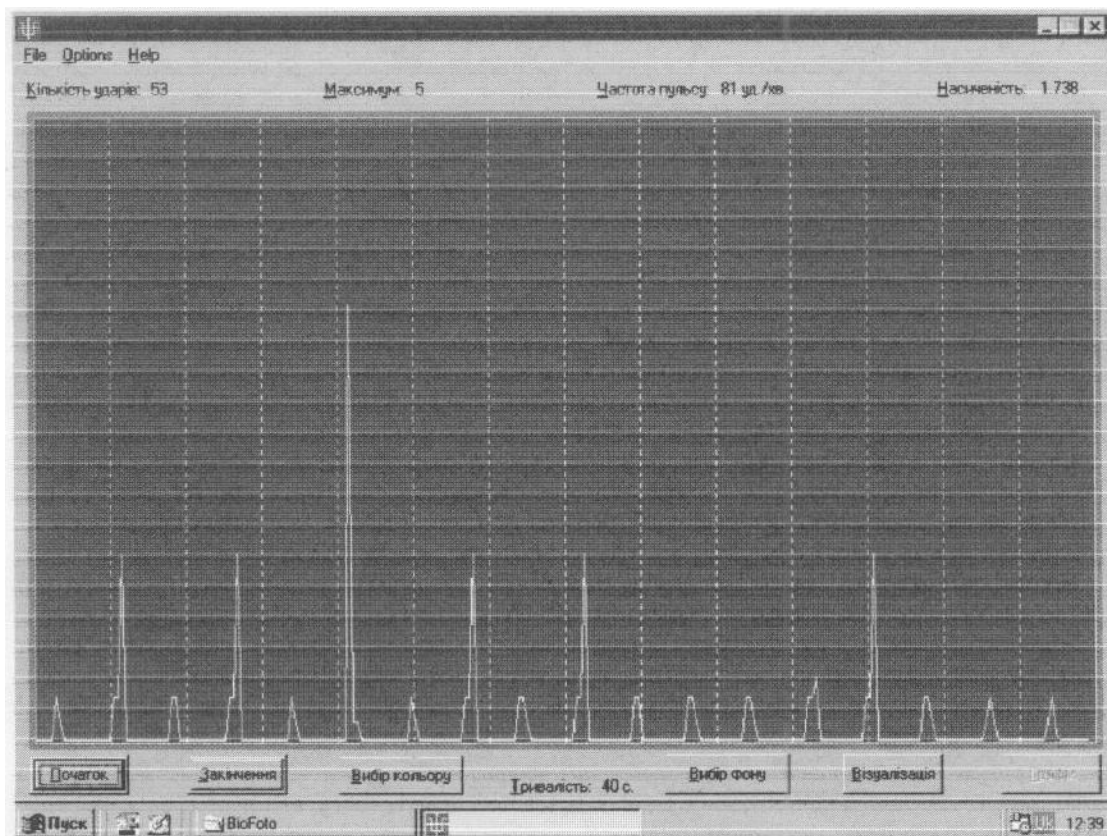 File Options Help
Кількість ударів: 53 Максимум: 5 Частота пульсу: 81 уд./хв. Насиченість: 1.738
Початок Закінчення Вибір кольору Тривалість: 40 с. Вибір фону Візуалізація
Пуск BioFoto 12:39